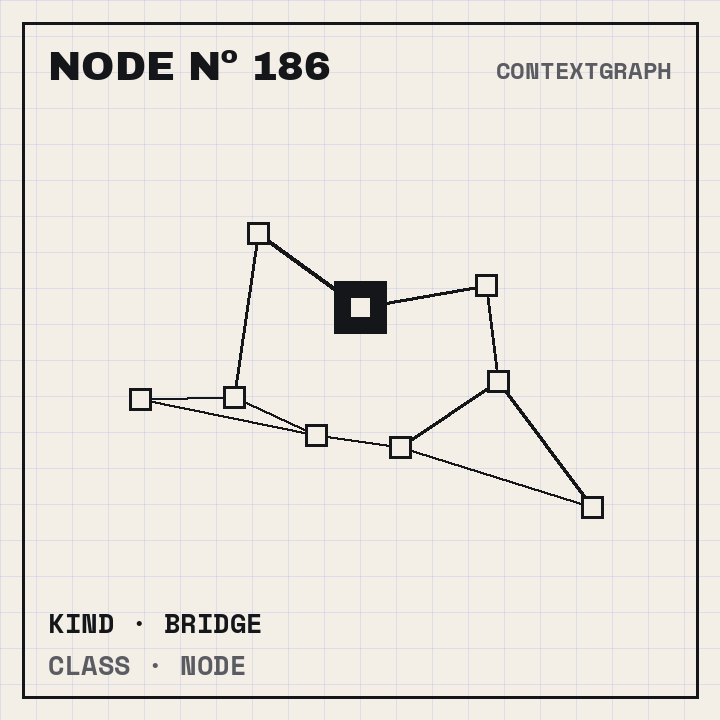 NODE Nº 186
CONTEXTGRAPH
KIND · BRIDGE
CLASS · NODE